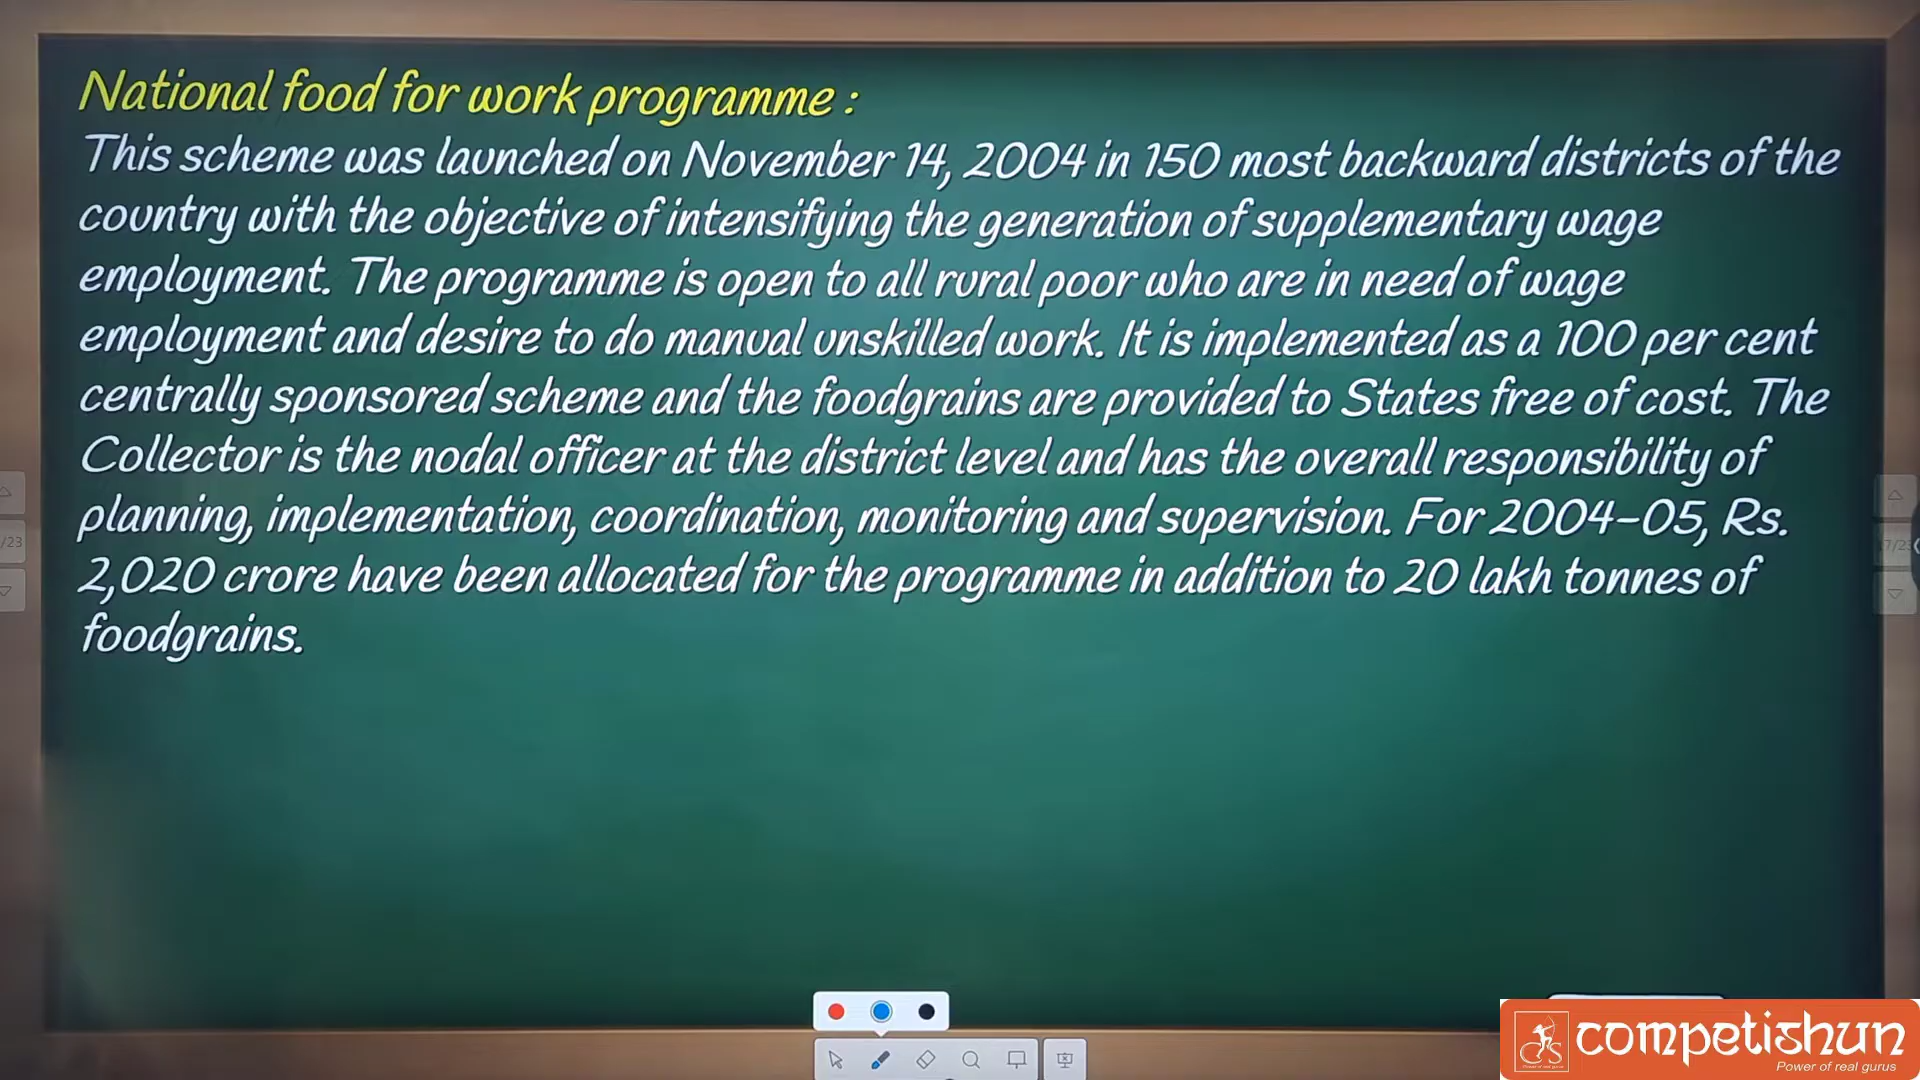 National food for work programme :
This scheme was launched on November 14, 2004 in 150 most backward districts of the
country with the objective of intensifying the generation of supplementary wage
employment. The programme is open to all rural poor who are in need of wage
employment and desire to do manual unskilled work. It is implemented as a 100 per cent
centrally sponsored scheme and the foodgrains are provided to States free of cost. The
Collector is the nodal officer at the district level and has the overall responsibility of
planning, implementation, coordination, monitoring and supervision. For 2004-05, Rs.
2,020 crore have been allocated for the programme in addition to 20 lakh tonnes of
foodgrains.
/23
7/23
competishun
Power of real gurus